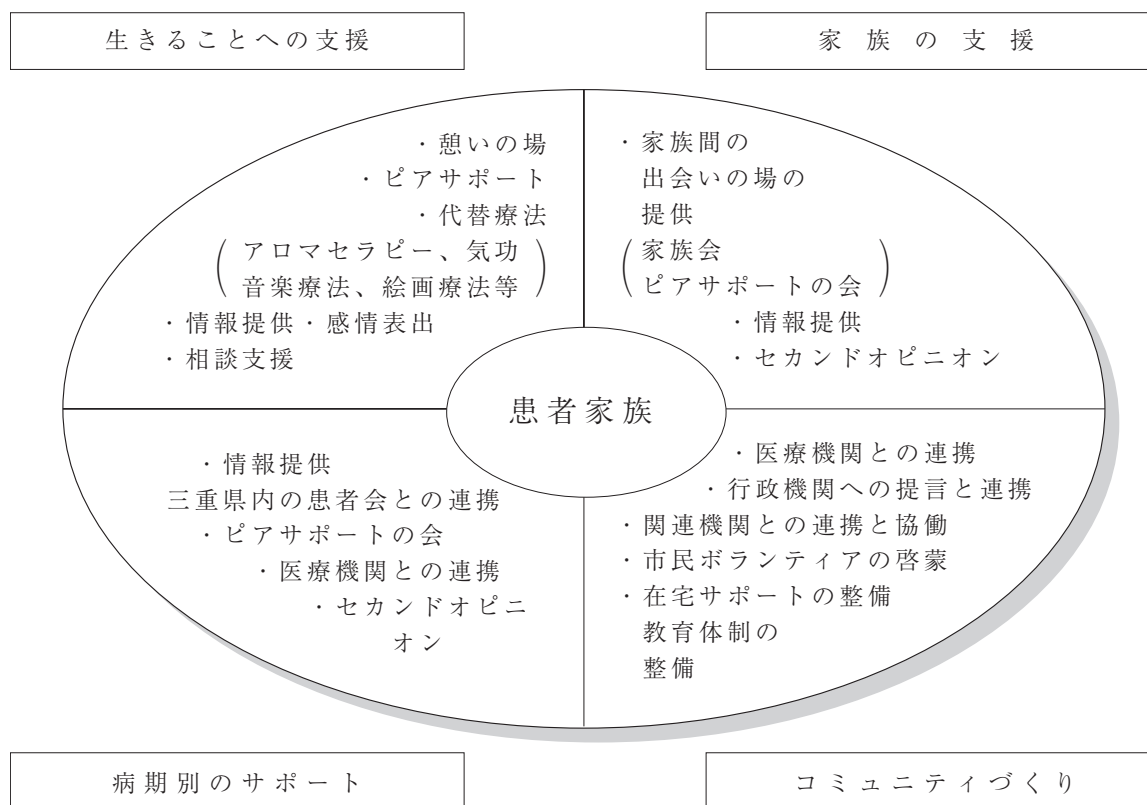 生きることへの支援
家族の支援
・憩いの場
・ピアサポート
・代替療法
（アロマセラピー、気功
音楽療法、絵画療法等）
・情報提供・感情表出
・相談支援
・家族間の
出会いの場の
提供
（家族会
ピアサポートの会）
・情報提供
・セカンドオピニオン
患者家族
・情報提供
三重県内の患者会との連携
・ピアサポートの会
・医療機関との連携
・セカンドオピニ
オン
・医療機関との連携
・行政機関への提言と連携
・関連機関との連携と協働
・市民ボランティアの啓蒙
・在宅サポートの整備
教育体制の
整備
病期別のサポート
コミュニティづくり